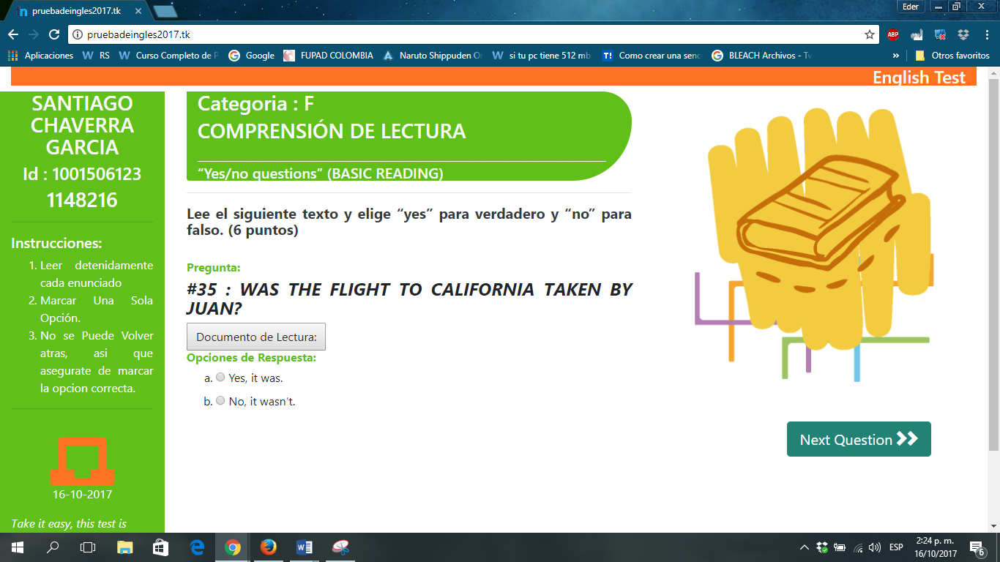 pruebadeingles2017.tk
Eder
pruebadeingles2017.tk
ABP
Aplicaciones
RS
Curso Completo de P
Google
FUPAD COLOMBIA
Naruto Shippuden O
si tu pc tiene 512 mb
T!
Como crear una senc
BLEACH Archivos - Tv
»
Otros favoritos
English Test
SANTIAGO
CHAVERRA
GARCIA
Id : 1001506123
1148216
Instrucciones:
1. Leer detenidamente
cada enunciado
2. Marcar Una Sola
Opción.
3. No se Puede Volver
atras, asi que
asegurate de marcar
la opcion correcta.
16-10-2017
Take it easy, this test is
Categoria : F
COMPRENSIÓN DE LECTURA
“Yes/no questions” (BASIC READING)
Lee el siguiente texto y elige “yes” para verdadero y “no” para
falso. (6 puntos)
Pregunta:
#35 : WAS THE FLIGHT TO CALIFORNIA TAKEN BY
JUAN?
Documento de Lectura:
Opciones de Respuesta:
a. Yes, it was.
b. No, it wasn’t.
Next Question
ESP
2:24 p. m.
16/10/2017
6